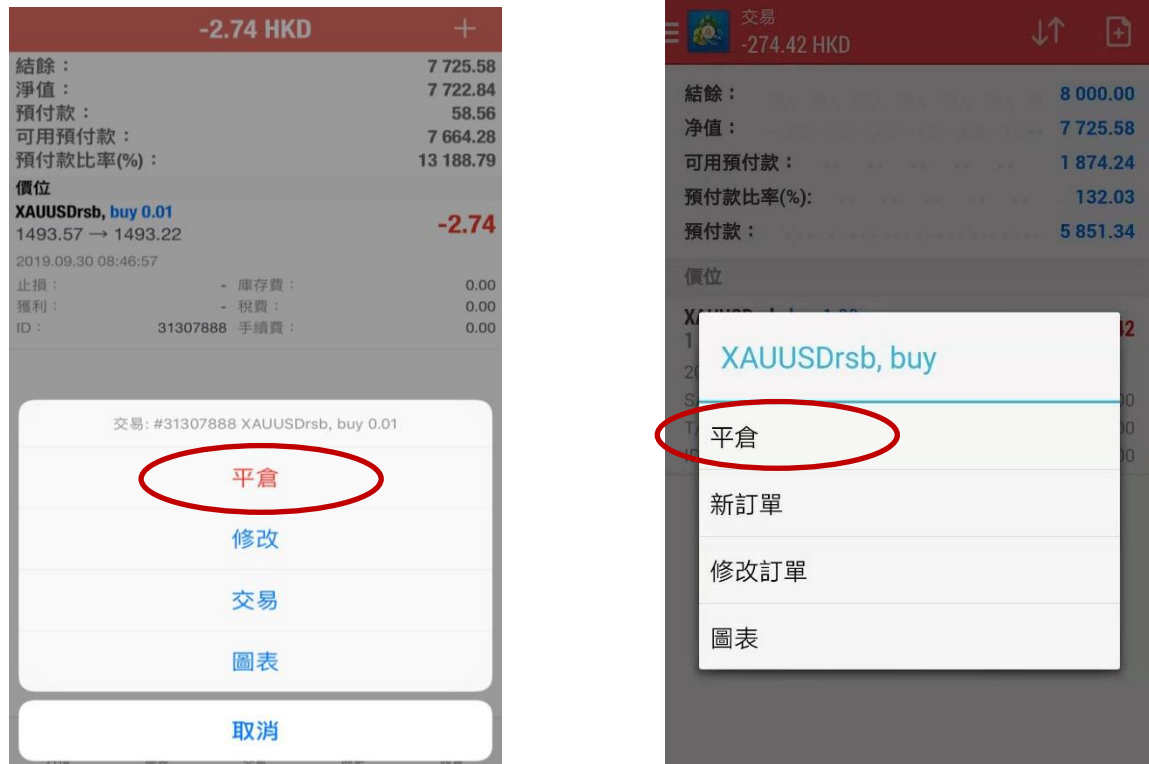 -2.74 HKD
結餘： 7 725.58
淨值： 7 722.84
預付款： 58.56
可用預付款： 7 664.28
預付款比率(%)： 13 188.79
價位
XAUUSDrsb, buy 0.01 -2.74
1493.57 → 1493.22
2019.09.30 08:46:57
止損： - 庫存費： 0.00
獲利： - 稅費： 0.00
ID： 31307888 手續費： 0.00
交易: #31307888 XAUUSDrsb, buy 0.01
平倉
修改
交易
圖表
取消
交易
-274.42 HKD
結餘： 8 000.00
净值： 7 725.58
可用預付款： 1 874.24
預付款比率(%): 132.03
預付款： 5 851.34
價位
XAUUSDrsb, buy
平倉
新訂單
修改訂單
圖表